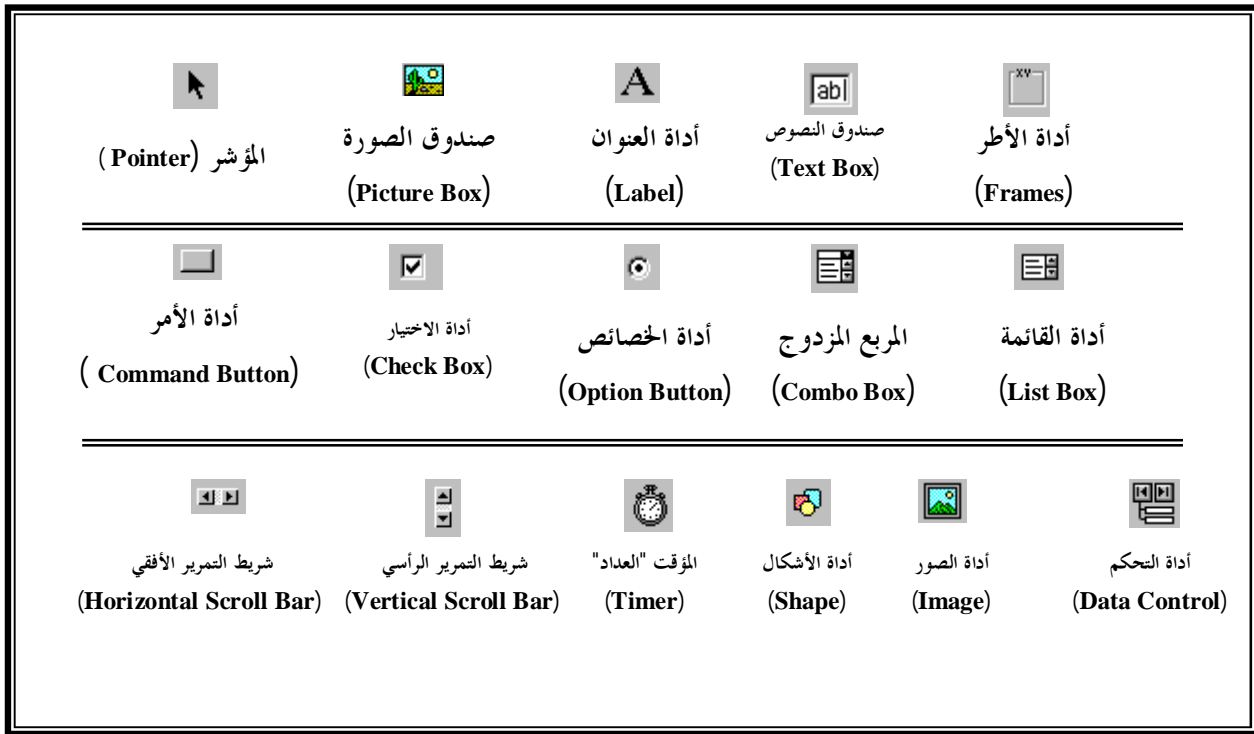 المؤشر (Pointer)
صندوق الصورة
(Picture Box)
أداة العنوان
(Label)
ab
صندوق النصوص
(Text Box)
XY
أداة الأطر
(Frames)
أداة الأمر
( Command Button)
أداة الاختيار
(Check Box)
أداة الخصائص
(Option Button)
المربع المزدوج
(Combo Box)
أداة القائمة
(List Box)
شريط التمرير الأفقي
(Horizontal Scroll Bar)
شريط التمرير الرأسي
(Vertical Scroll Bar)
المؤقت "العداد"
(Timer)
أداة الأشكال
(Shape)
أداة الصور
(Image)
أداة التحكم
(Data Control)